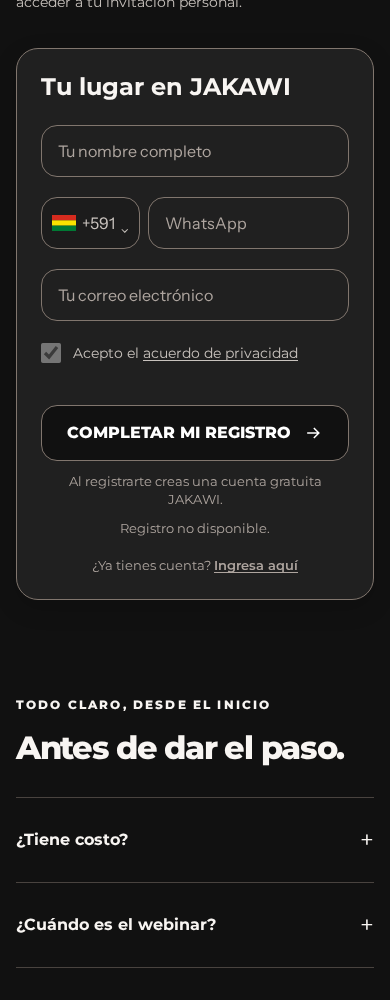 acceder a tu invitación personal.
Tu lugar en JAKAWI
Tu nombre completo
+591
WhatsApp
Tu correo electrónico
Acepto el acuerdo de privacidad
COMPLETAR MI REGISTRO →
Al registrarte creas una cuenta gratuita
JAKAWI.
Registro no disponible.
¿Ya tienes cuenta? Ingresa aquí
TODO CLARO, DESDE EL INICIO
Antes de dar el paso.
¿Tiene costo? +
¿Cuándo es el webinar? +